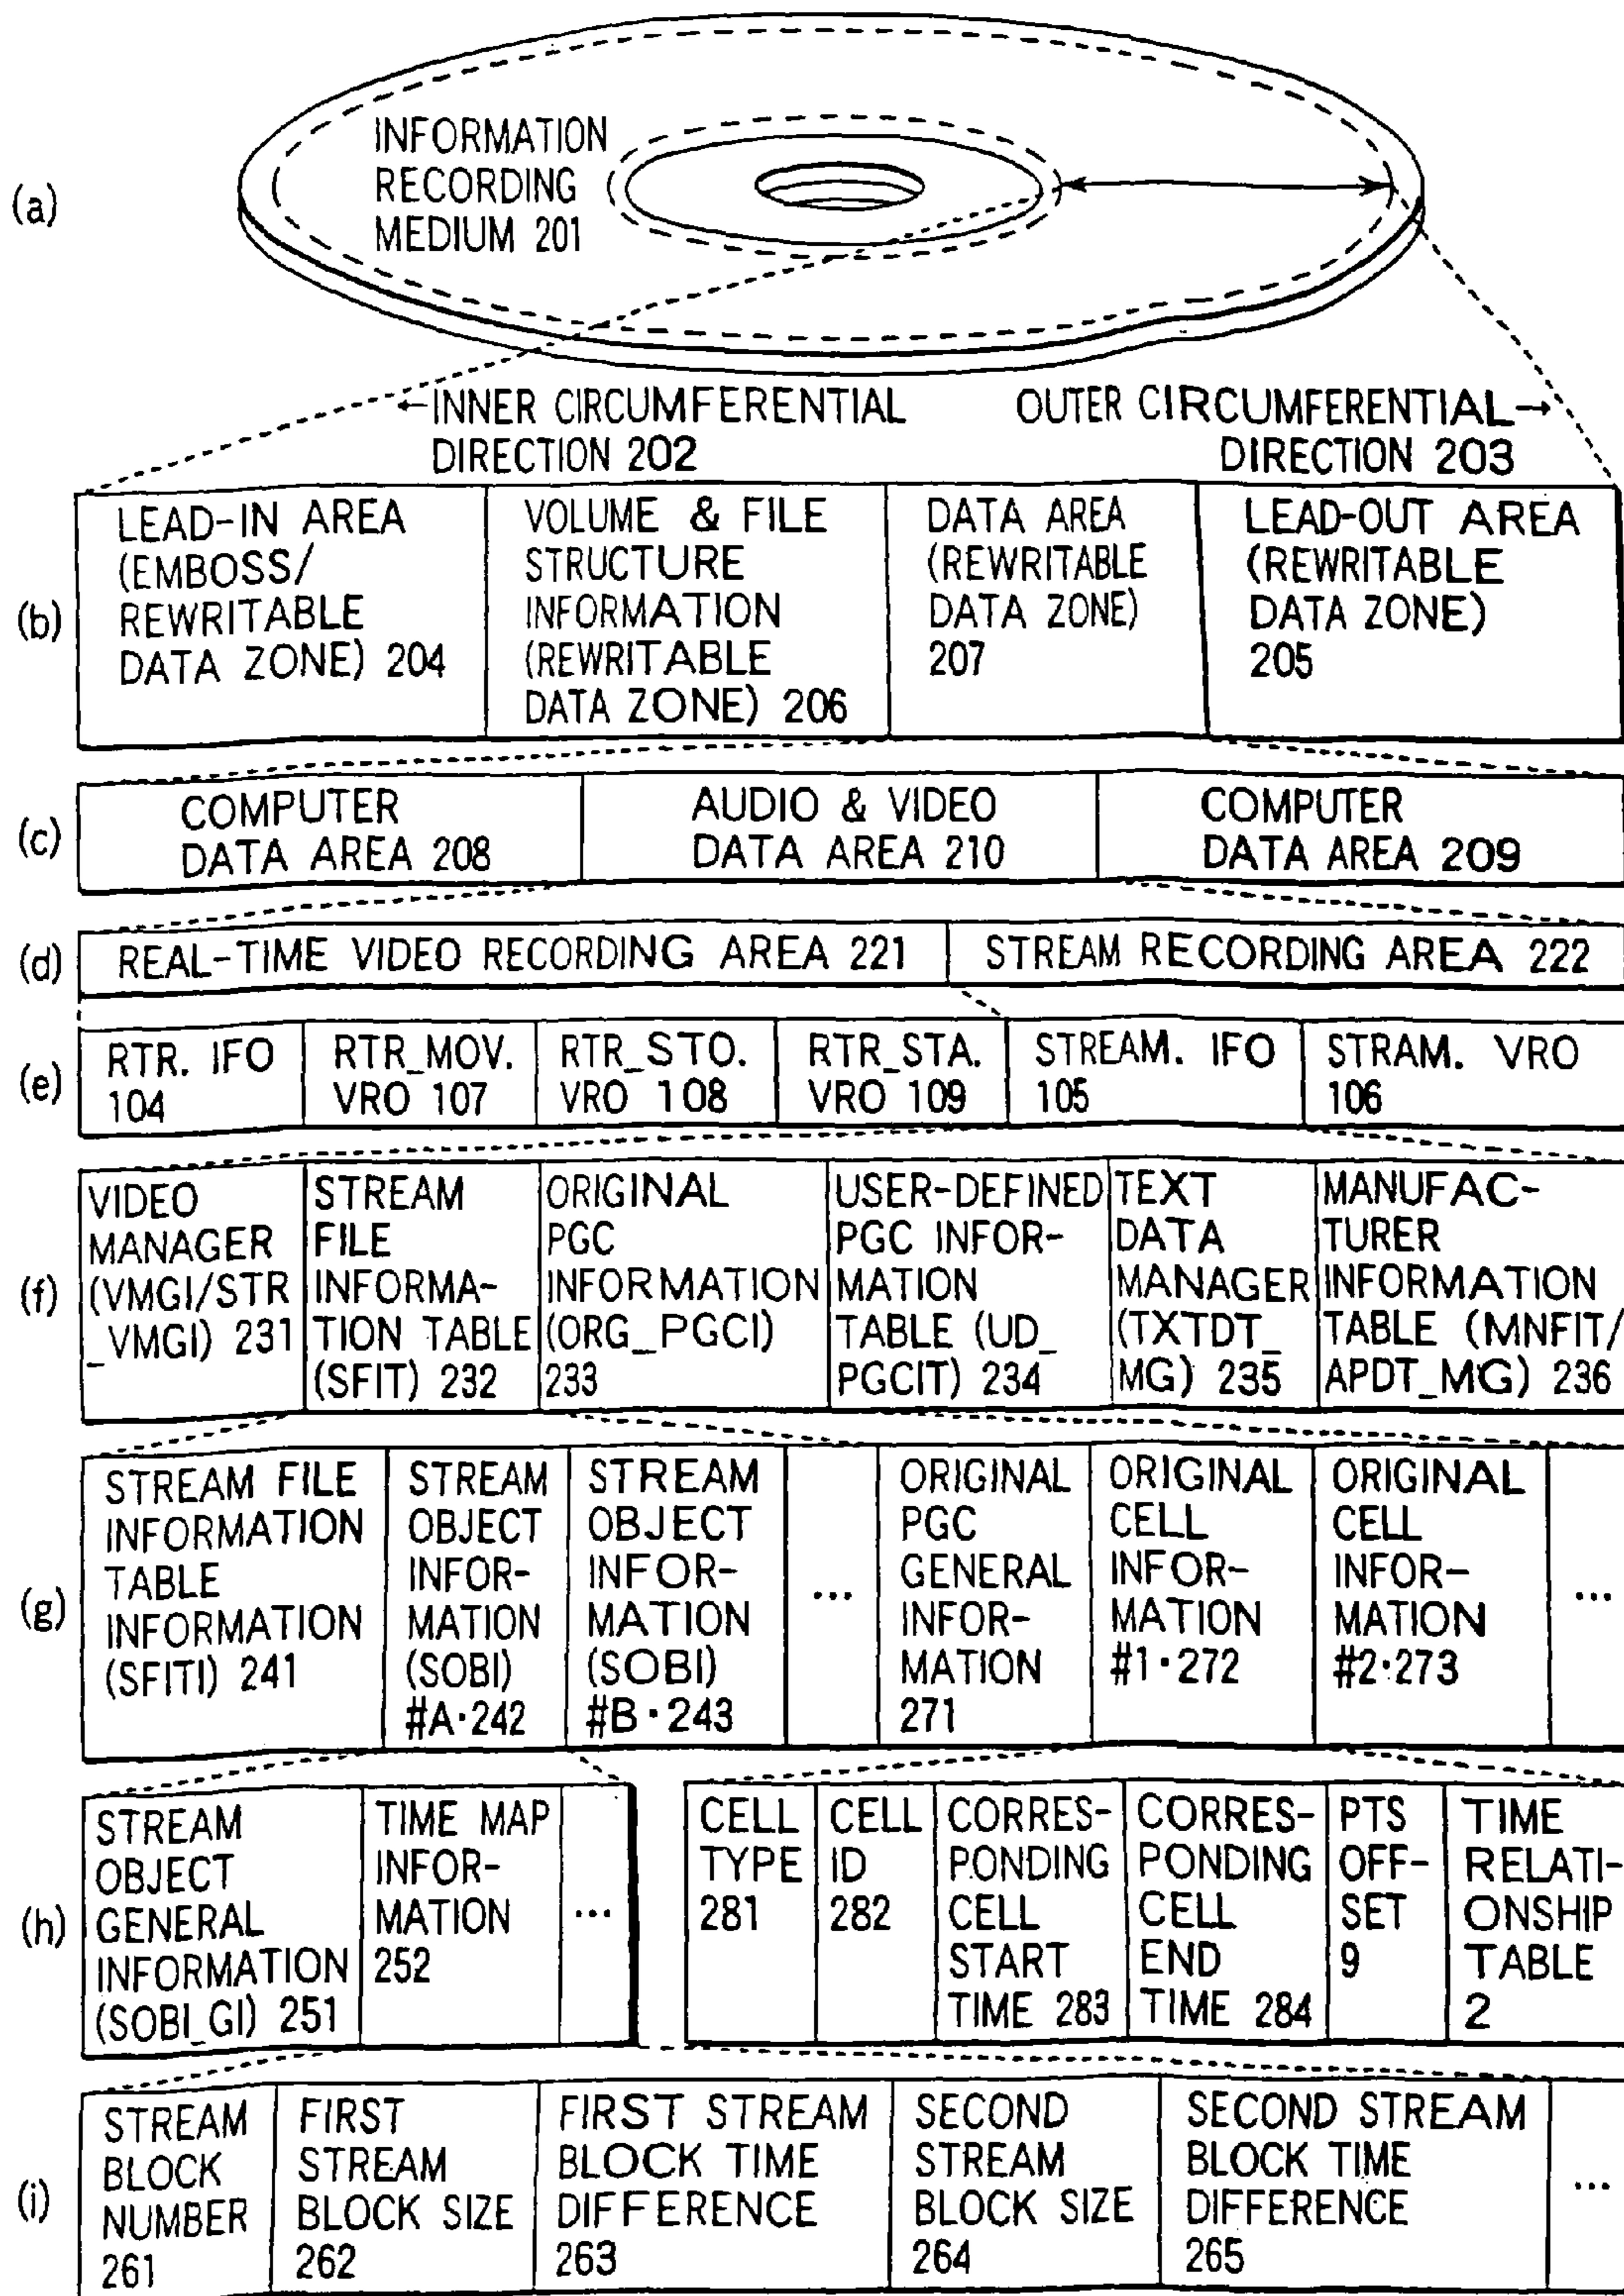 (a)
INFORMATION
RECORDING
MEDIUM 201
←INNER CIRCUMFERENTIAL
DIRECTION 202
OUTER CIRCUMFERENTIAL→
DIRECTION 203
(b)
LEAD-IN AREA
(EMBOSS/
REWRITABLE
DATA ZONE) 204
VOLUME & FILE
STRUCTURE
INFORMATION
(REWRITABLE
DATA ZONE) 206
DATA AREA
(REWRITABLE
DATA ZONE)
207
LEAD-OUT AREA
(REWRITABLE
DATA ZONE)
205
(c)
COMPUTER
DATA AREA 208
AUDIO & VIDEO
DATA AREA 210
COMPUTER
DATA AREA 209
(d)
REAL-TIME VIDEO RECORDING AREA 221
STREAM RECORDING AREA 222
(e)
RTR. IFO
104
RTR_MOV.
VRO 107
RTR_STO.
VRO 108
RTR_STA.
VRO 109
STREAM. IFO
105
STRAM. VRO
106
(f)
VIDEO
MANAGER
(VMGI/STR
_VMGI) 231
STREAM
FILE
INFORMA-
TION TABLE
(SFIT) 232
ORIGINAL
PGC
INFORMATION
(ORG_PGCI)
233
USER-DEFINED
PGC INFOR-
MATION
TABLE (UD_
PGCIT) 234
TEXT
DATA
MANAGER
(TXTDT_
MG) 235
MANUFAC-
TURER
INFORMATION
TABLE (MNFIT/
APDT_MG) 236
(g)
STREAM FILE
INFORMATION
TABLE
INFORMATION
(SFITI) 241
STREAM
OBJECT
INFOR-
MATION
(SOBI)
#A·242
STREAM
OBJECT
INFOR-
MATION
(SOBI)
#B·243
...
ORIGINAL
PGC
GENERAL
INFOR-
MATION
271
ORIGINAL
CELL
INFOR-
MATION
#1·272
ORIGINAL
CELL
INFOR-
MATION
#2·273
...
(h)
STREAM
OBJECT
GENERAL
INFORMATION
(SOBI_GI) 251
TIME MAP
INFOR-
MATION
252
...
CELL
TYPE
281
CELL
ID
282
CORRES-
PONDING
CELL
START
TIME 283
CORRES-
PONDING
CELL
END
TIME 284
PTS
OFF-
SET
9
TIME
RELATI-
ONSHIP
TABLE
2
(i)
STREAM
BLOCK
NUMBER
261
FIRST
STREAM
BLOCK SIZE
262
FIRST STREAM
BLOCK TIME
DIFFERENCE
263
SECOND
STREAM
BLOCK SIZE
264
SECOND STREAM
BLOCK TIME
DIFFERENCE
265
...